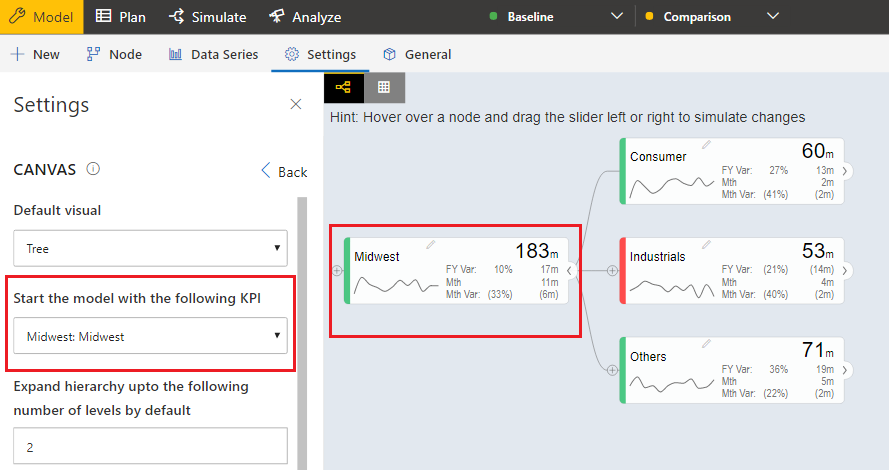 Model Plan Simulate Analyze Baseline Comparison
New Node Data Series Settings General
Settings
CANVAS Back
Default visual
Tree
Start the model with the following KPI
Midwest: Midwest
Expand hierarchy upto the following
number of levels by default
2
Hint: Hover over a node and drag the slider left or right to simulate changes
Midwest 183m
FY Var: 10% 17m
Mth 11m
Mth Var: (33%) (6m)
Consumer 60m
FY Var: 27% 13m
Mth 2m
Mth Var: (41%) (2m)
Industrials 53m
FY Var: (21%) (14m)
Mth 4m
Mth Var: (40%) (2m)
Others 71m
FY Var: 36% 19m
Mth 5m
Mth Var: (22%) (2m)